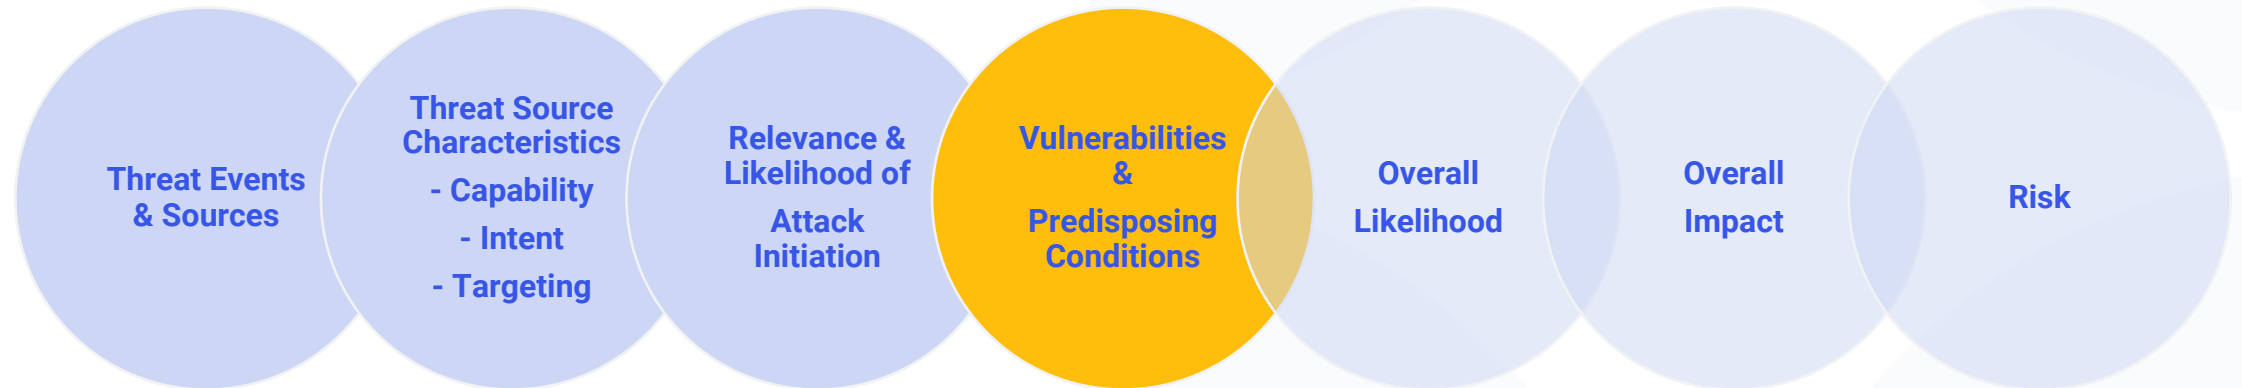 Threat Events
& Sources
Threat Source
Characteristics
- Capability
- Intent
- Targeting
Relevance &
Likelihood of
Attack
Initiation
Vulnerabilities
&
Predisposing
Conditions
Overall
Likelihood
Overall
Impact
Risk